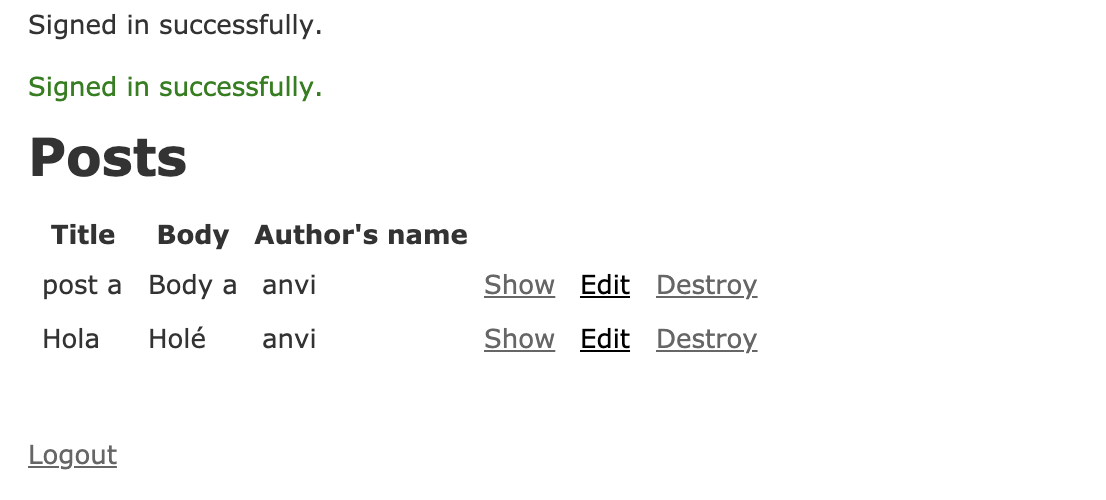 Signed in successfully.
Signed in successfully.
Posts
Title Body Author's name
post a Body a anvi Show Edit Destroy
Hola Holé anvi Show Edit Destroy
Logout